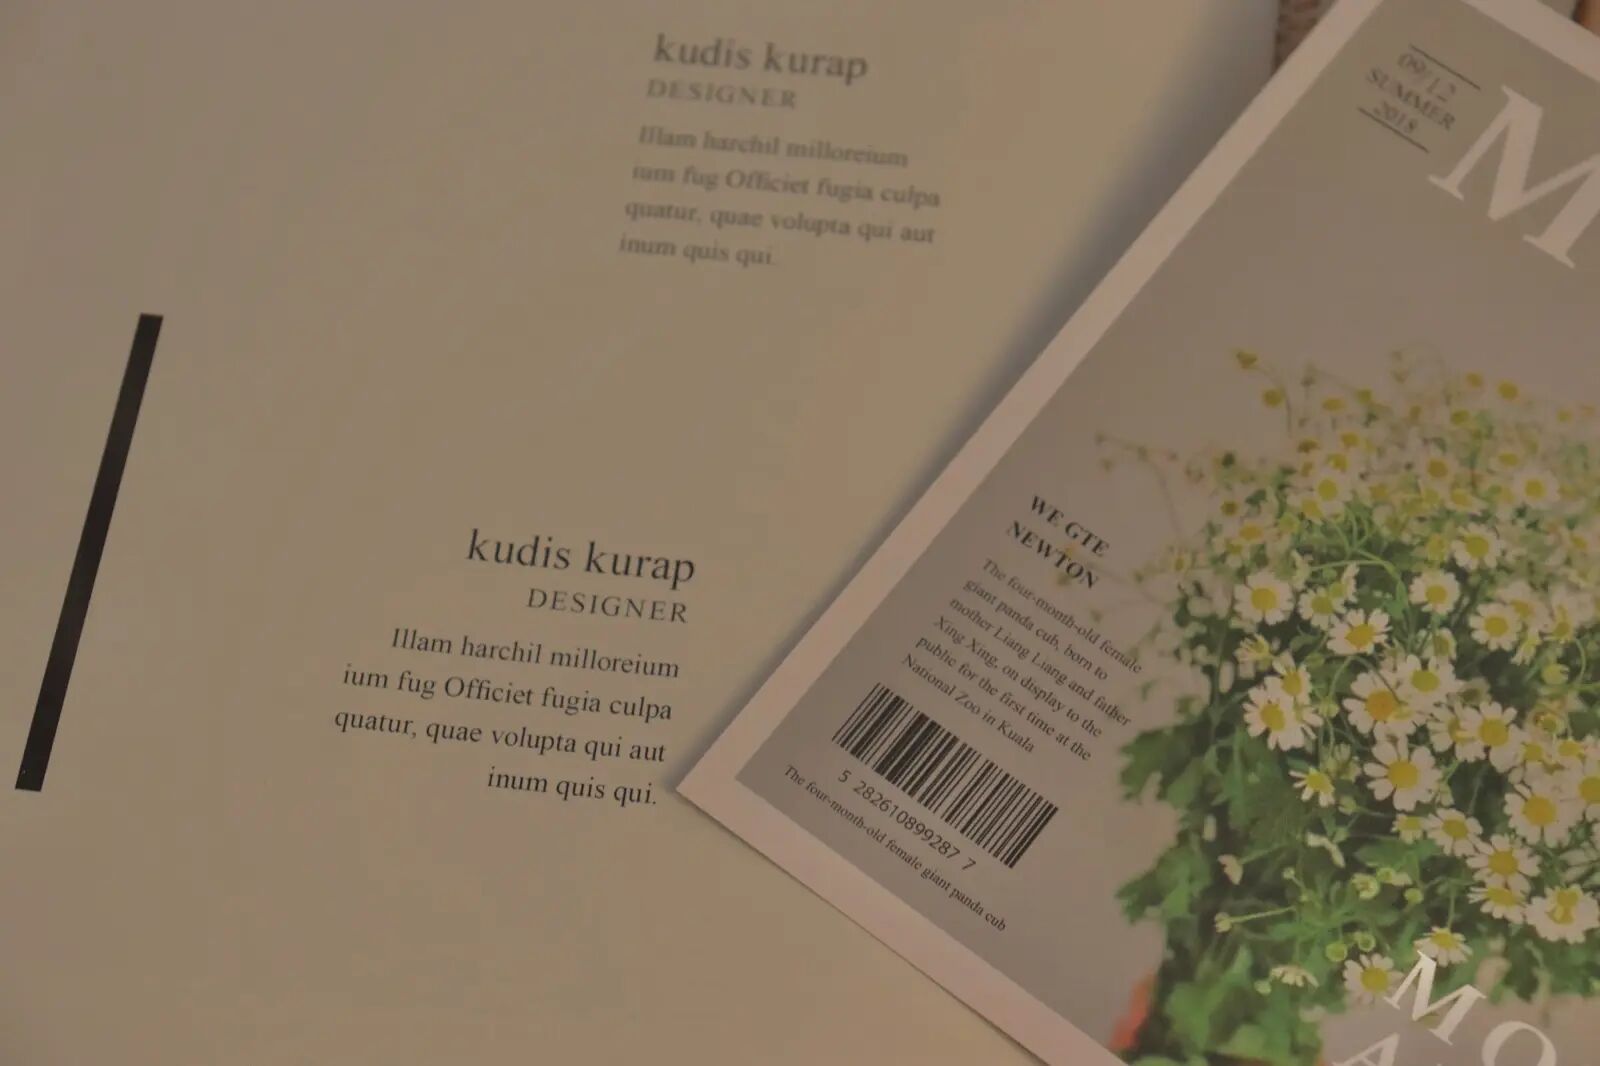 kudis kurap
DESIGNER
Illam harchil milloreium
ium fug Officiet fugia culpa
quatur, quae volupta qui aut
inum quis qui.
kudis kurap
DESIGNER
Illam harchil milloreium
ium fug Officiet fugia culpa
quatur, quae volupta qui aut
inum quis qui.
09/12
SUMMER
2018
M
WE GTE
NEWTON
The four-month-old female
giant panda cub, born to
mother Liang Liang and father
Xing Xing, on display to the
public for the first time at the
National Zoo in Kuala
5 282610899287 7
The four-month-old female giant panda cub
MO
A